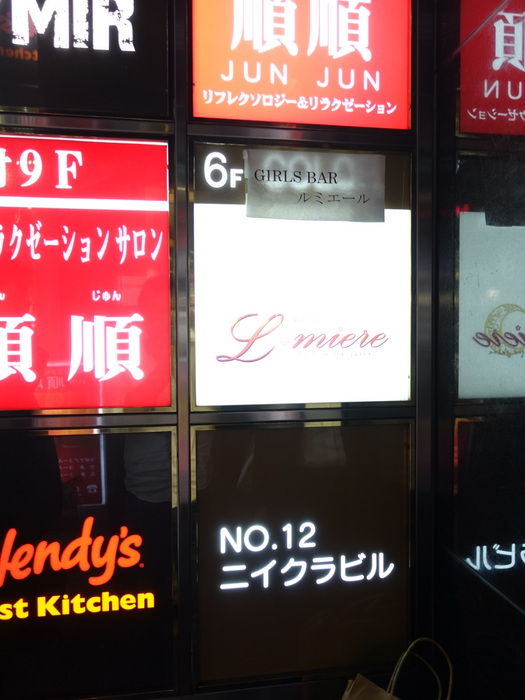 MIR
順順
JUN JUN
リフレクソロジー&リラクゼーション
9F
ラクゼーションサロン
じゅん
順 順
6F
GIRLS BAR
ルミエール
Lumiere
Wendy's
st Kitchen
NO.12
ニイクラビル